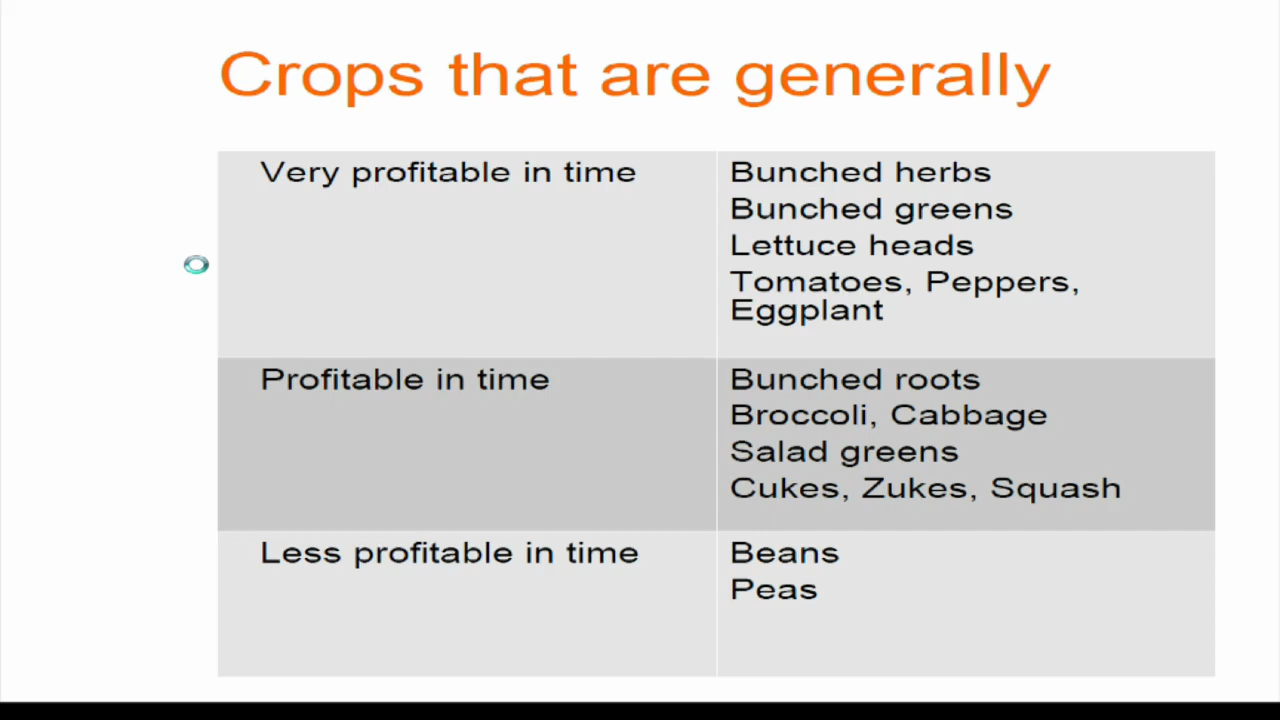 Crops that are generally
Very profitable in time
Bunched herbs
Bunched greens
Lettuce heads
Tomatoes, Peppers,
Eggplant
Profitable in time
Bunched roots
Broccoli, Cabbage
Salad greens
Cukes, Zukes, Squash
Less profitable in time
Beans
Peas